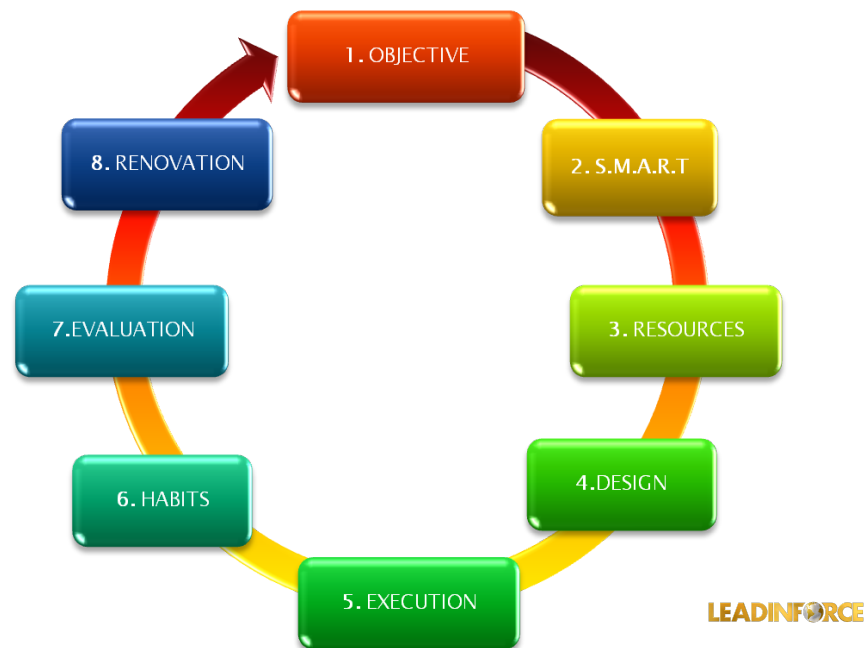 1. OBJECTIVE
2. S.M.A.R.T
3. RESOURCES
4.DESIGN
5. EXECUTION
6. HABITS
7.EVALUATION
8. RENOVATION
LEADINFORCE